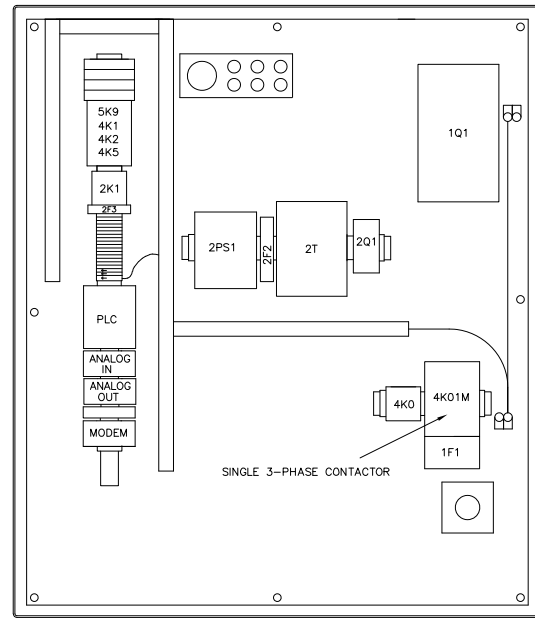 5K9
4K1
4K2
4K5
1Q1
2K1
2F3
2PS1
2F2
2T
2Q1
PLC
ANALOG
IN
ANALOG
OUT
4K0
4K01M
MODEM
1F1
SINGLE 3-PHASE CONTACTOR